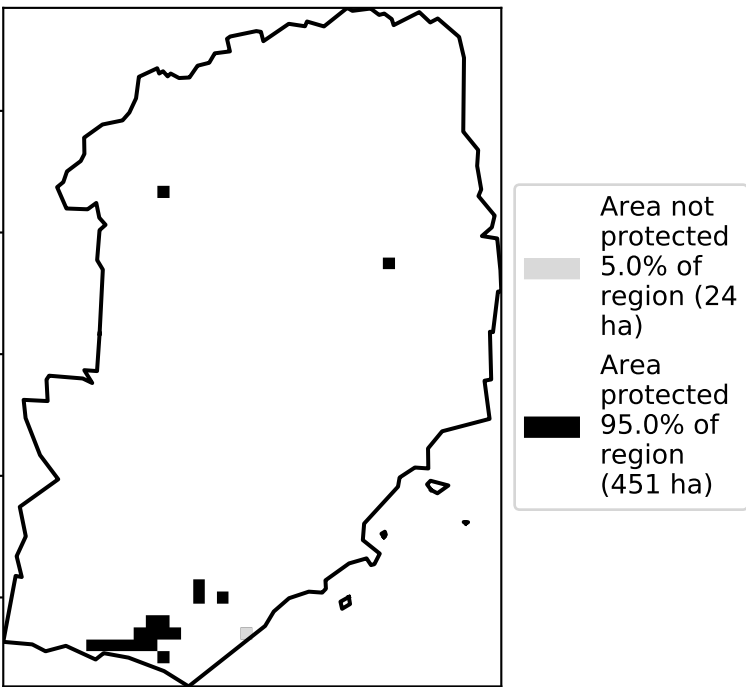 Area not
protected
5.0% of
region (24
ha)
Area
protected
95.0% of
region
(451 ha)